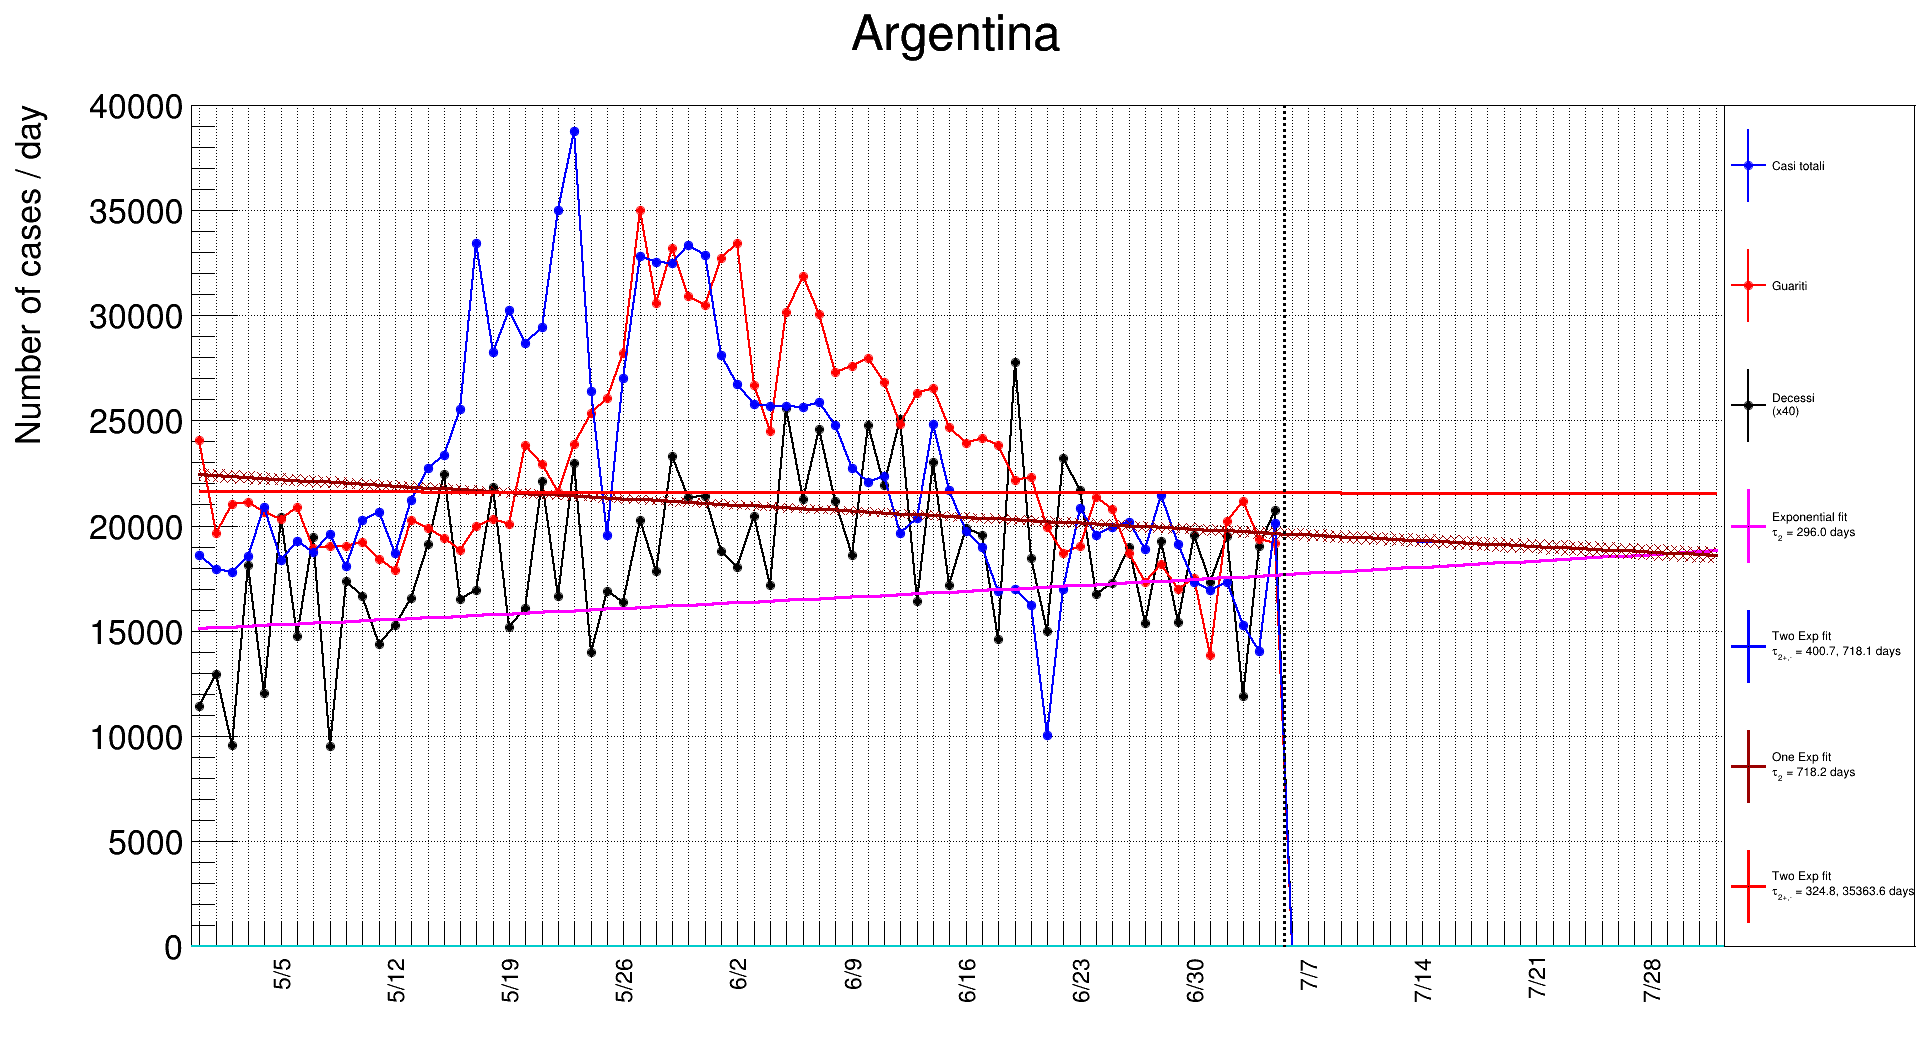 Argentina
Number of cases / day
40000
35000
30000
25000
20000
15000
10000
5000
0
5/5
5/12
5/19
5/26
6/2
6/9
6/16
6/23
6/30
7/7
7/14
7/21
7/28
Casi totali
Guariti
Decessi
(x40)
Exponential fit
τ2 = 296.0 days
Two Exp fit
τ2+,- = 400.7, 718.1 days
One Exp fit
τ2 = 718.2 days
Two Exp fit
τ2+,- = 324.8, 35363.6 days